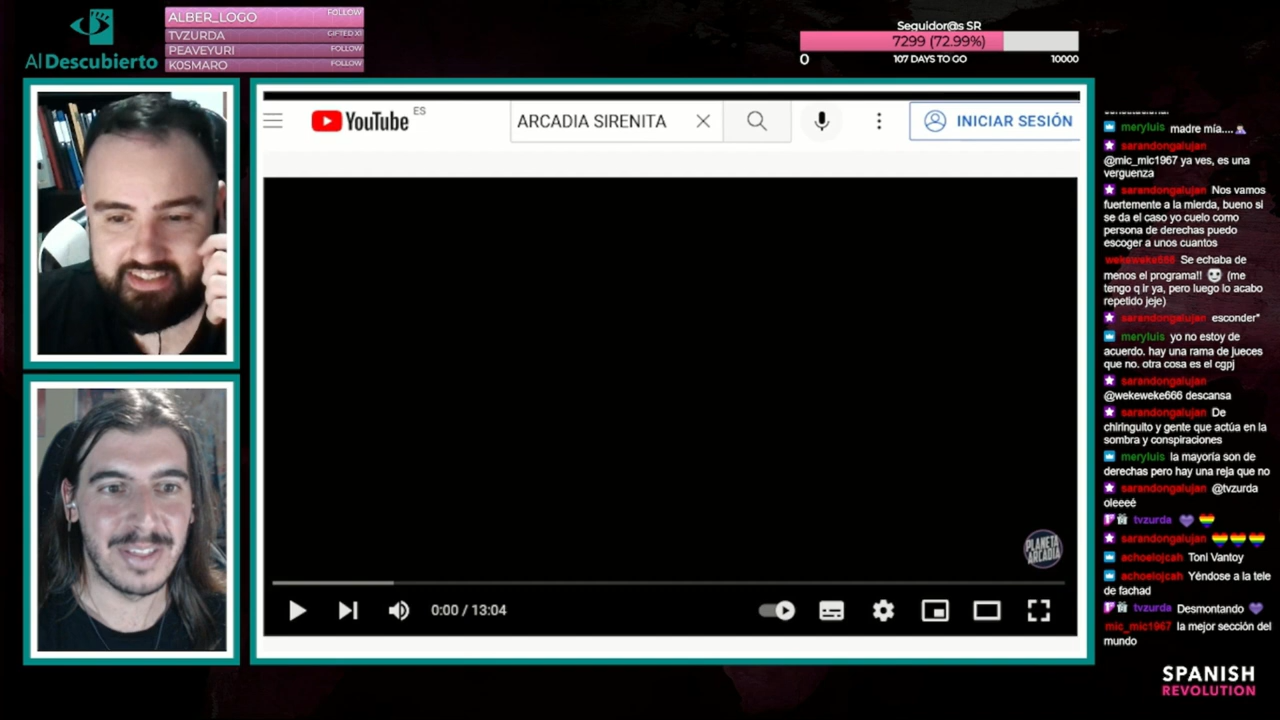 Al Descubierto
ALBER_LOGO FOLLOW
TVZURDA GIFTED X1
PEAVEYURI FOLLOW
K0SMARO FOLLOW
Seguidor@s SR
7299 (72.99%)
0 107 DAYS TO GO 10000
YouTube ES
ARCADIA SIRENITA
INICIAR SESIÓN
PLANETA
ARCADIA
0:00 / 13:04
meryluis madre mía....
sarandongalujan
@mic_mic1967 ya ves, es una
verguenza
sarandongalujan Nos vamos
fuertemente a la mierda, bueno si
se da el caso yo cuelo como
persona de derechas puedo
escoger a unos cuantos
wekeweke666 Se echaba de
menos el programa!! (me
tengo q ir ya, pero luego lo acabo
repetido jeje)
sarandongalujan esconder*
meryluis yo no estoy de
acuerdo. hay una rama de jueces
que no. otra cosa es el cgpj
sarandongalujan
@wekeweke666 descansa
sarandongalujan De
chiringuito y gente que actúa en la
sombra y conspiraciones
meryluis la mayoría son de
derechas pero hay una reja que no
sarandongalujan @tvzurda
oleeeé
tvzurda
sarandongalujan
achoelojcah Toni Vantoy
achoelojcah Yéndose a la tele
de fachad
tvzurda Desmontando
mic_mic1967 la mejor sección del
mundo
SPANISH
REVOLUTION